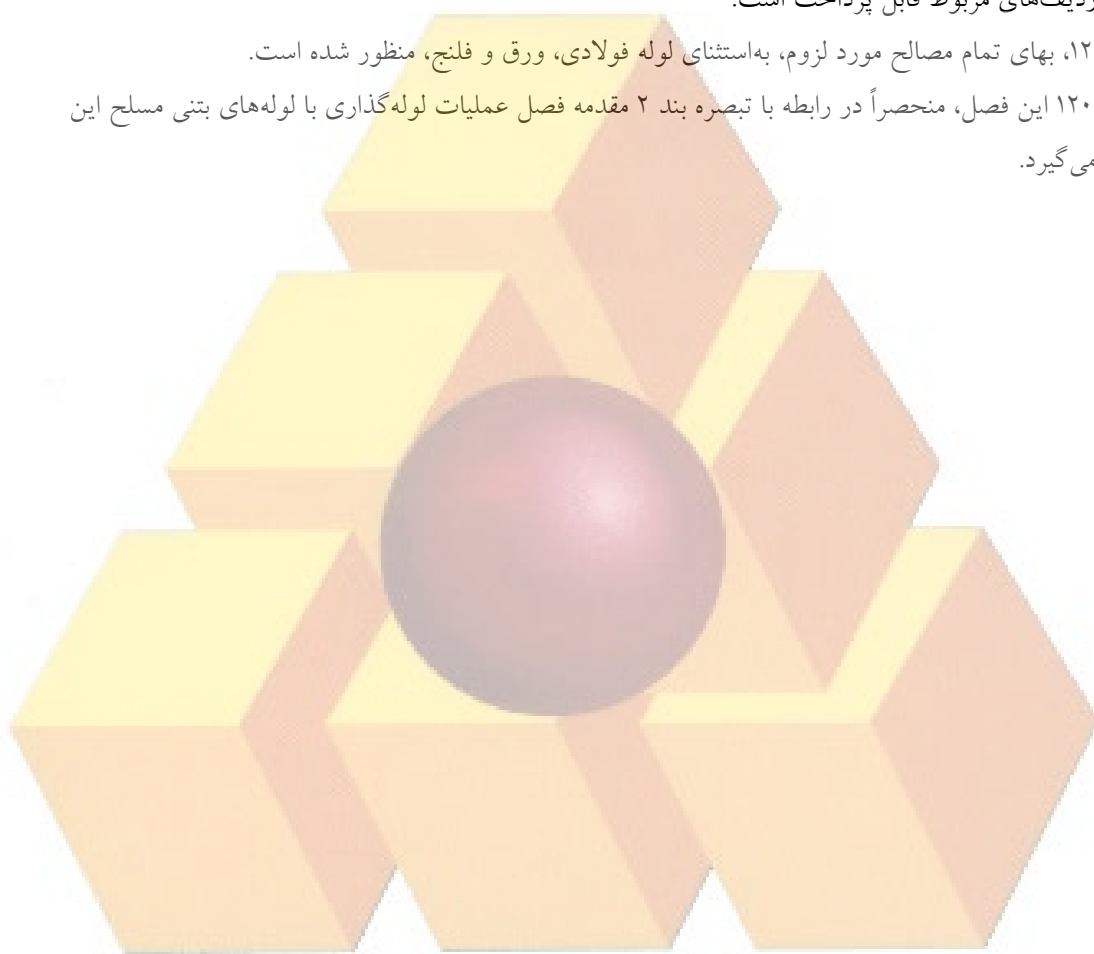 ردیف‌های مربوط قابل پرداخت است.
۱۲، بهای تمام مصالح مورد لزوم، به‌استثنای لوله فولادی، ورق و فلنج، منظور شده است.
۱۲۰ این فصل، منحصراً در رابطه با تبصره بند ۲ مقدمه فصل عملیات لوله‌گذاری با لوله‌های بتنی مسلح این
می‌گیرد.